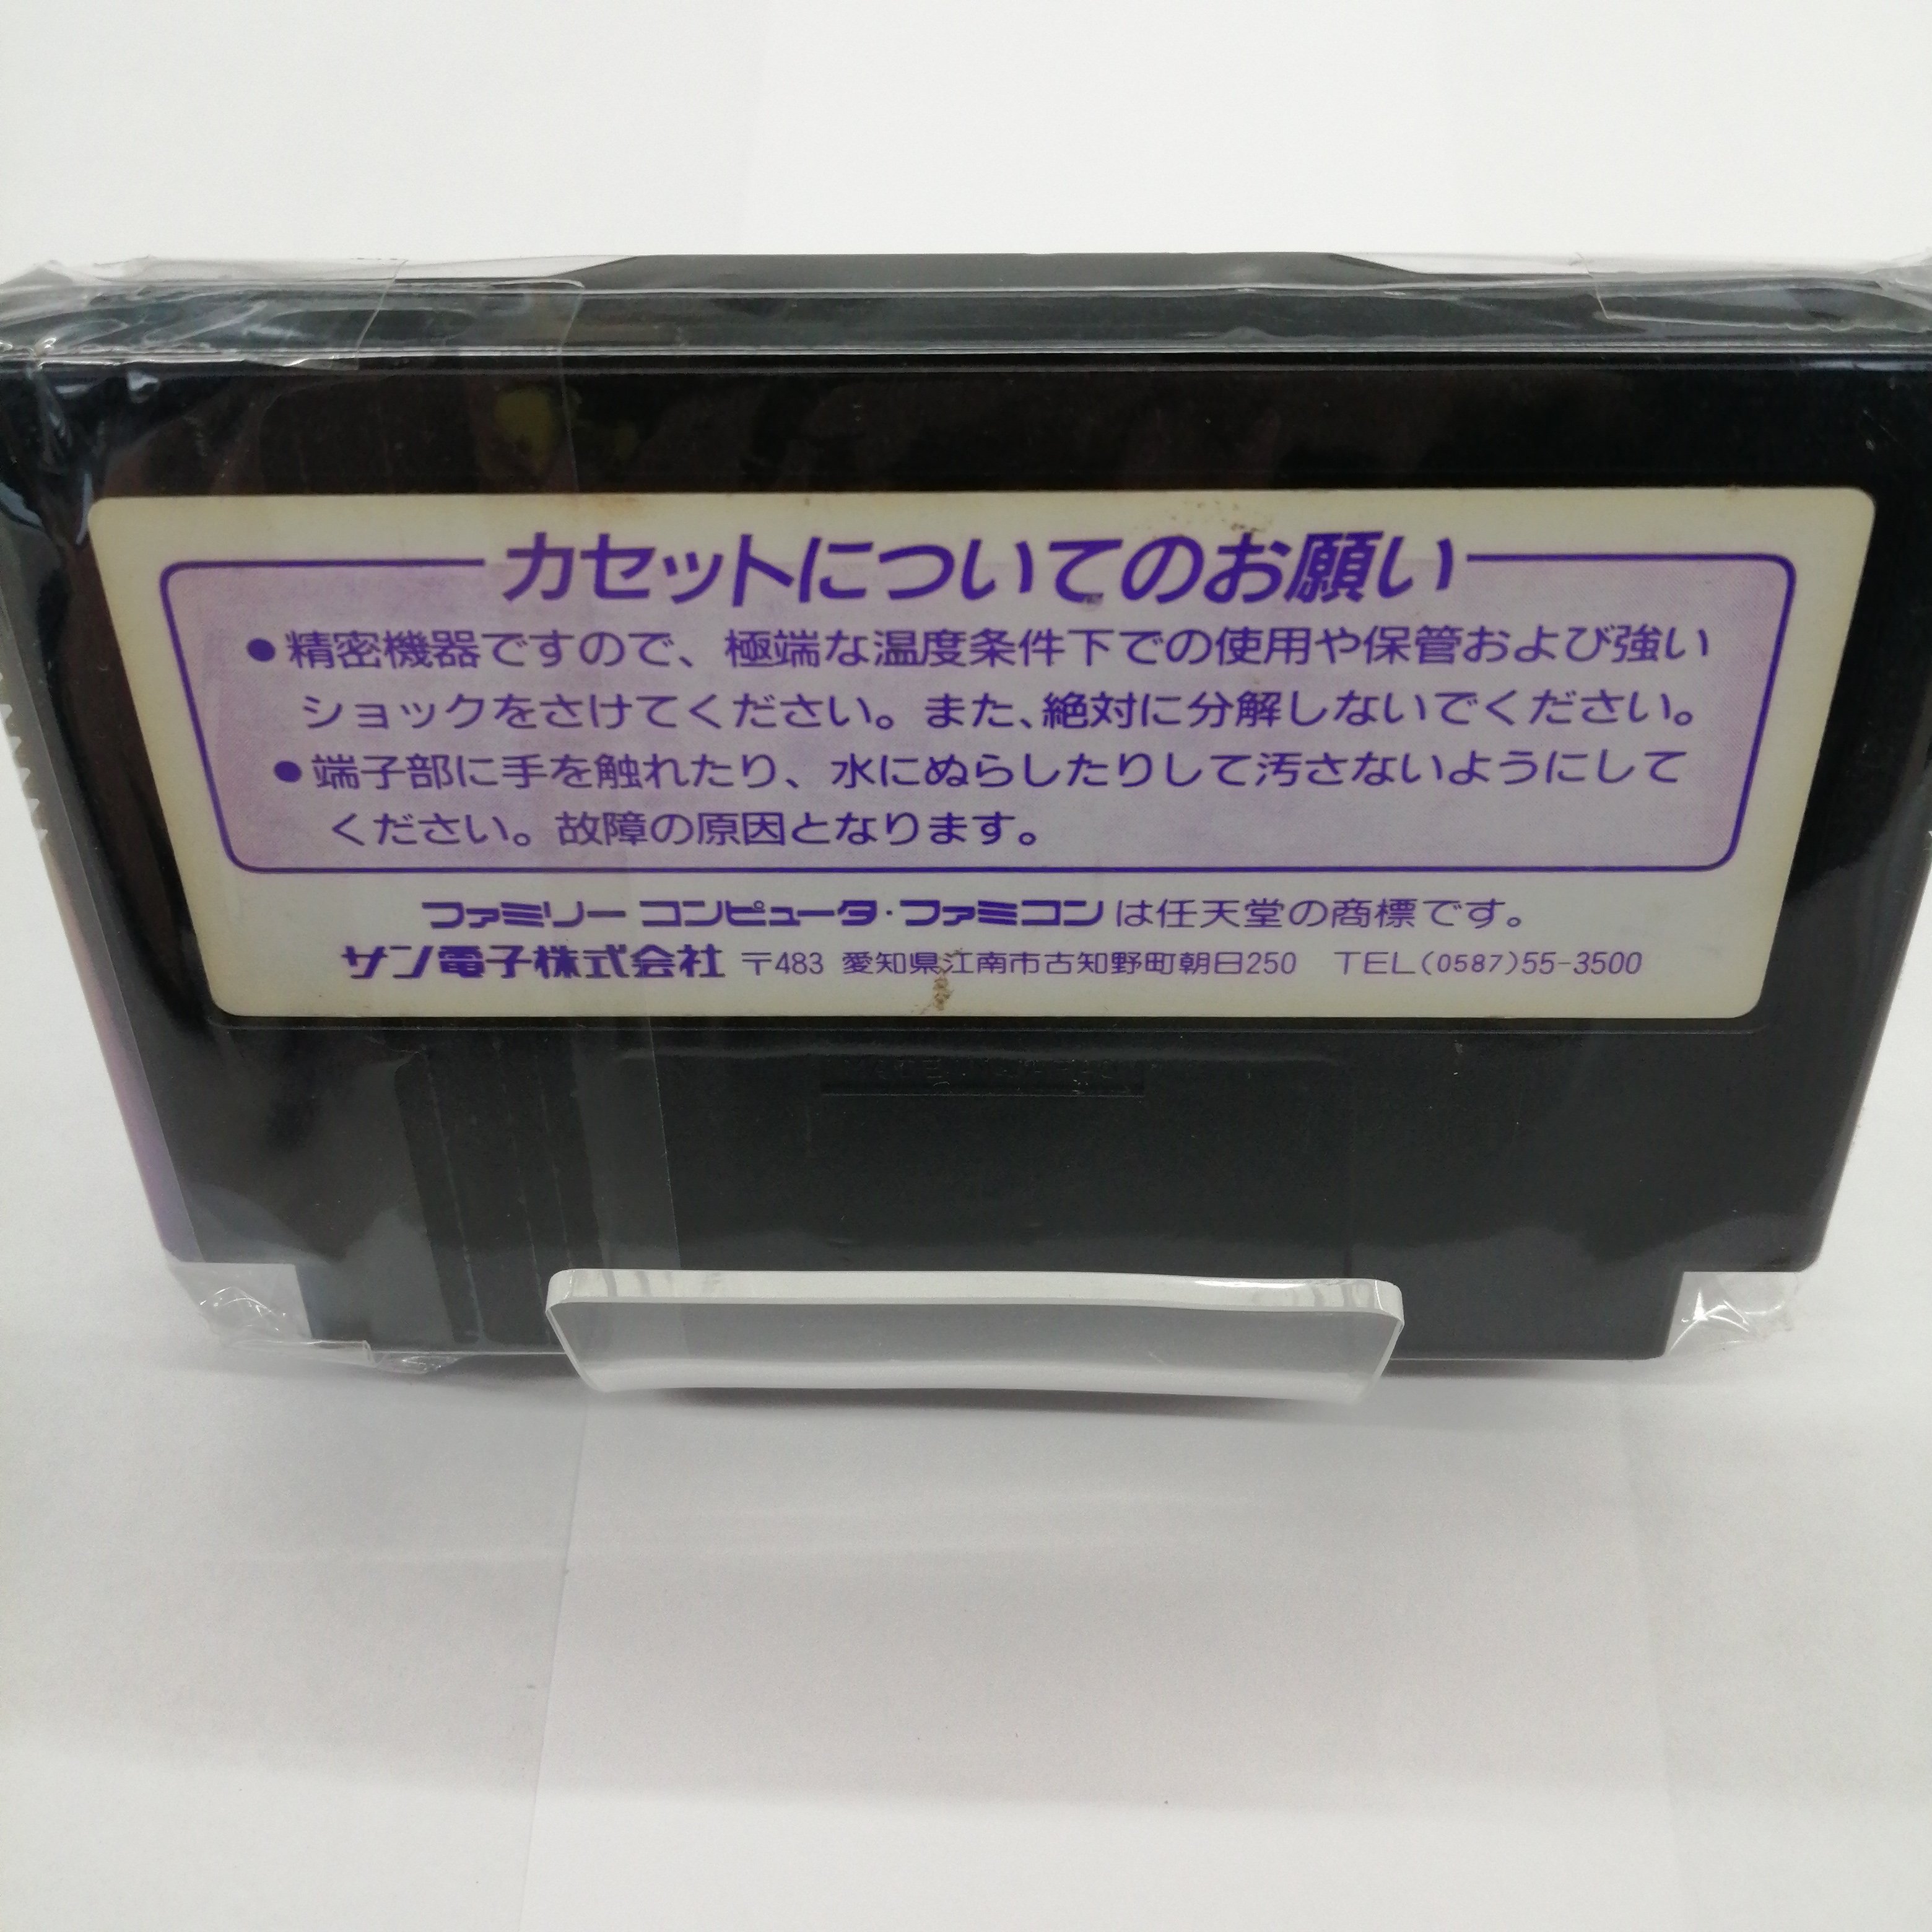 カセットについてのお願い
●精密機器ですので、極端な温度条件下での使用や保管および強い
ショックをさけてください。また、絶対に分解しないでください。
●端子部に手を触れたり、水にぬらしたりして汚さないようにして
ください。故障の原因となります。
ファミリー コンピュータ・ファミコンは任天堂の商標です。
サン電子株式会社 〒483 愛知県江南市古知野町朝日250 TEL(0587)55-3500